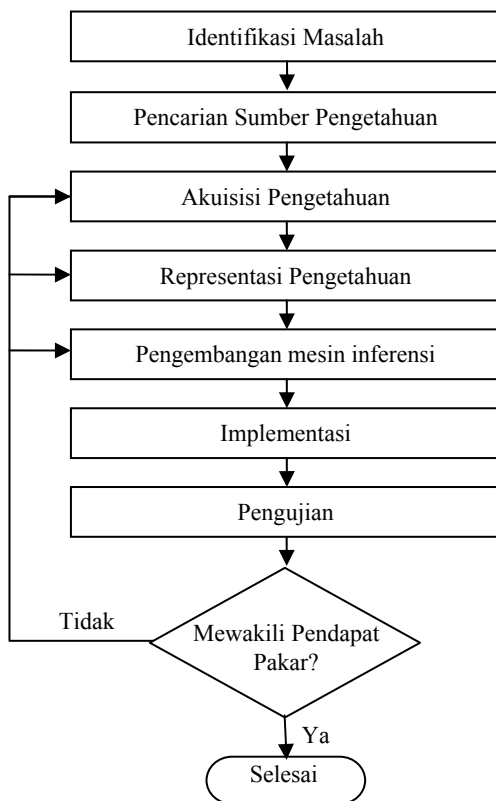 Identifikasi Masalah
Pencarian Sumber Pengetahuan
Akuisisi Pengetahuan
Representasi Pengetahuan
Pengembangan mesin inferensi
Implementasi
Pengujian
Tidak
Mewakili Pendapat
Pakar?
Ya
Selesai